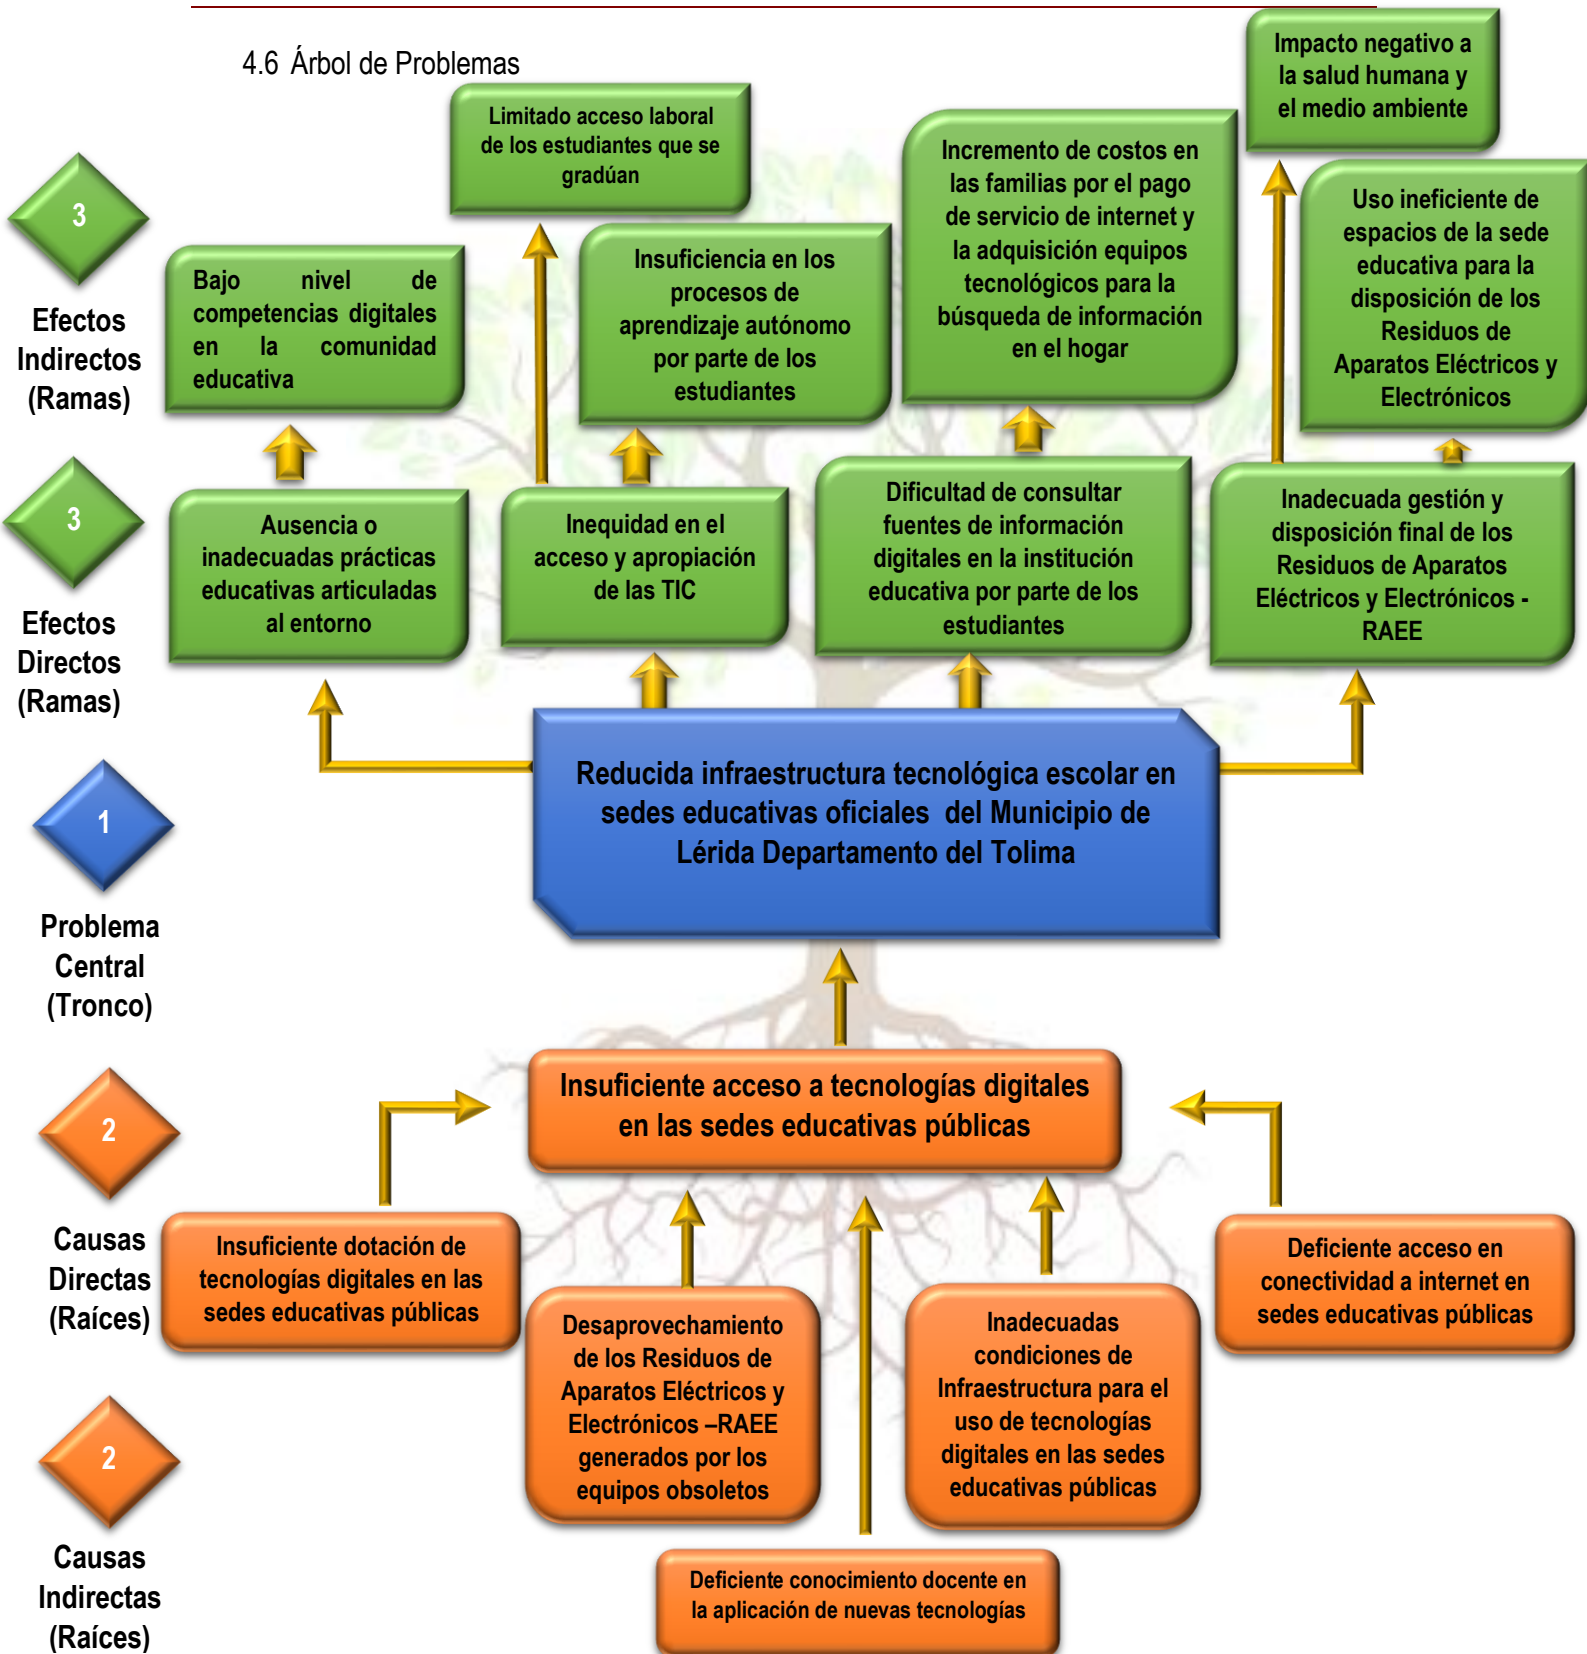 4.6 Árbol de Problemas
Impacto negativo a
la salud humana y
el medio ambiente
Limitado acceso laboral
de los estudiantes que se
gradúan
Incremento de costos en
las familias por el pago
de servicio de internet y
la adquisición equipos
tecnológicos para la
búsqueda de información
en el hogar
Uso ineficiente de
espacios de la sede
educativa para la
disposición de los
Residuos de
Aparatos Eléctricos y
Electrónicos
3
Efectos
Indirectos
(Ramas)
Bajo nivel de
competencias digitales
en la comunidad
educativa
Insuficiencia en los
procesos de
aprendizaje autónomo
por parte de los
estudiantes
3
Efectos
Directos
(Ramas)
Ausencia o
inadecuadas prácticas
educativas articuladas
al entorno
Inequidad en el
acceso y apropiación
de las TIC
Dificultad de consultar
fuentes de información
digitales en la institución
educativa por parte de los
estudiantes
Inadecuada gestión y
disposición final de los
Residuos de Aparatos
Eléctricos y Electrónicos -
RAEE
1
Problema
Central
(Tronco)
Reducida infraestructura tecnológica escolar en
sedes educativas oficiales  del Municipio de
Lérida Departamento del Tolima
2
Causas
Directas
(Raíces)
Insuficiente acceso a tecnologías digitales
en las sedes educativas públicas
Insuficiente dotación de
tecnologías digitales en las
sedes educativas públicas
Desaprovechamiento
de los Residuos de
Aparatos Eléctricos y
Electrónicos –RAEE
generados por los
equipos obsoletos
Inadecuadas
condiciones de
Infraestructura para el
uso de tecnologías
digitales en las sedes
educativas públicas
Deficiente acceso en
conectividad a internet en
sedes educativas públicas
2
Causas
Indirectas
(Raíces)
Deficiente conocimiento docente en
la aplicación de nuevas tecnologías